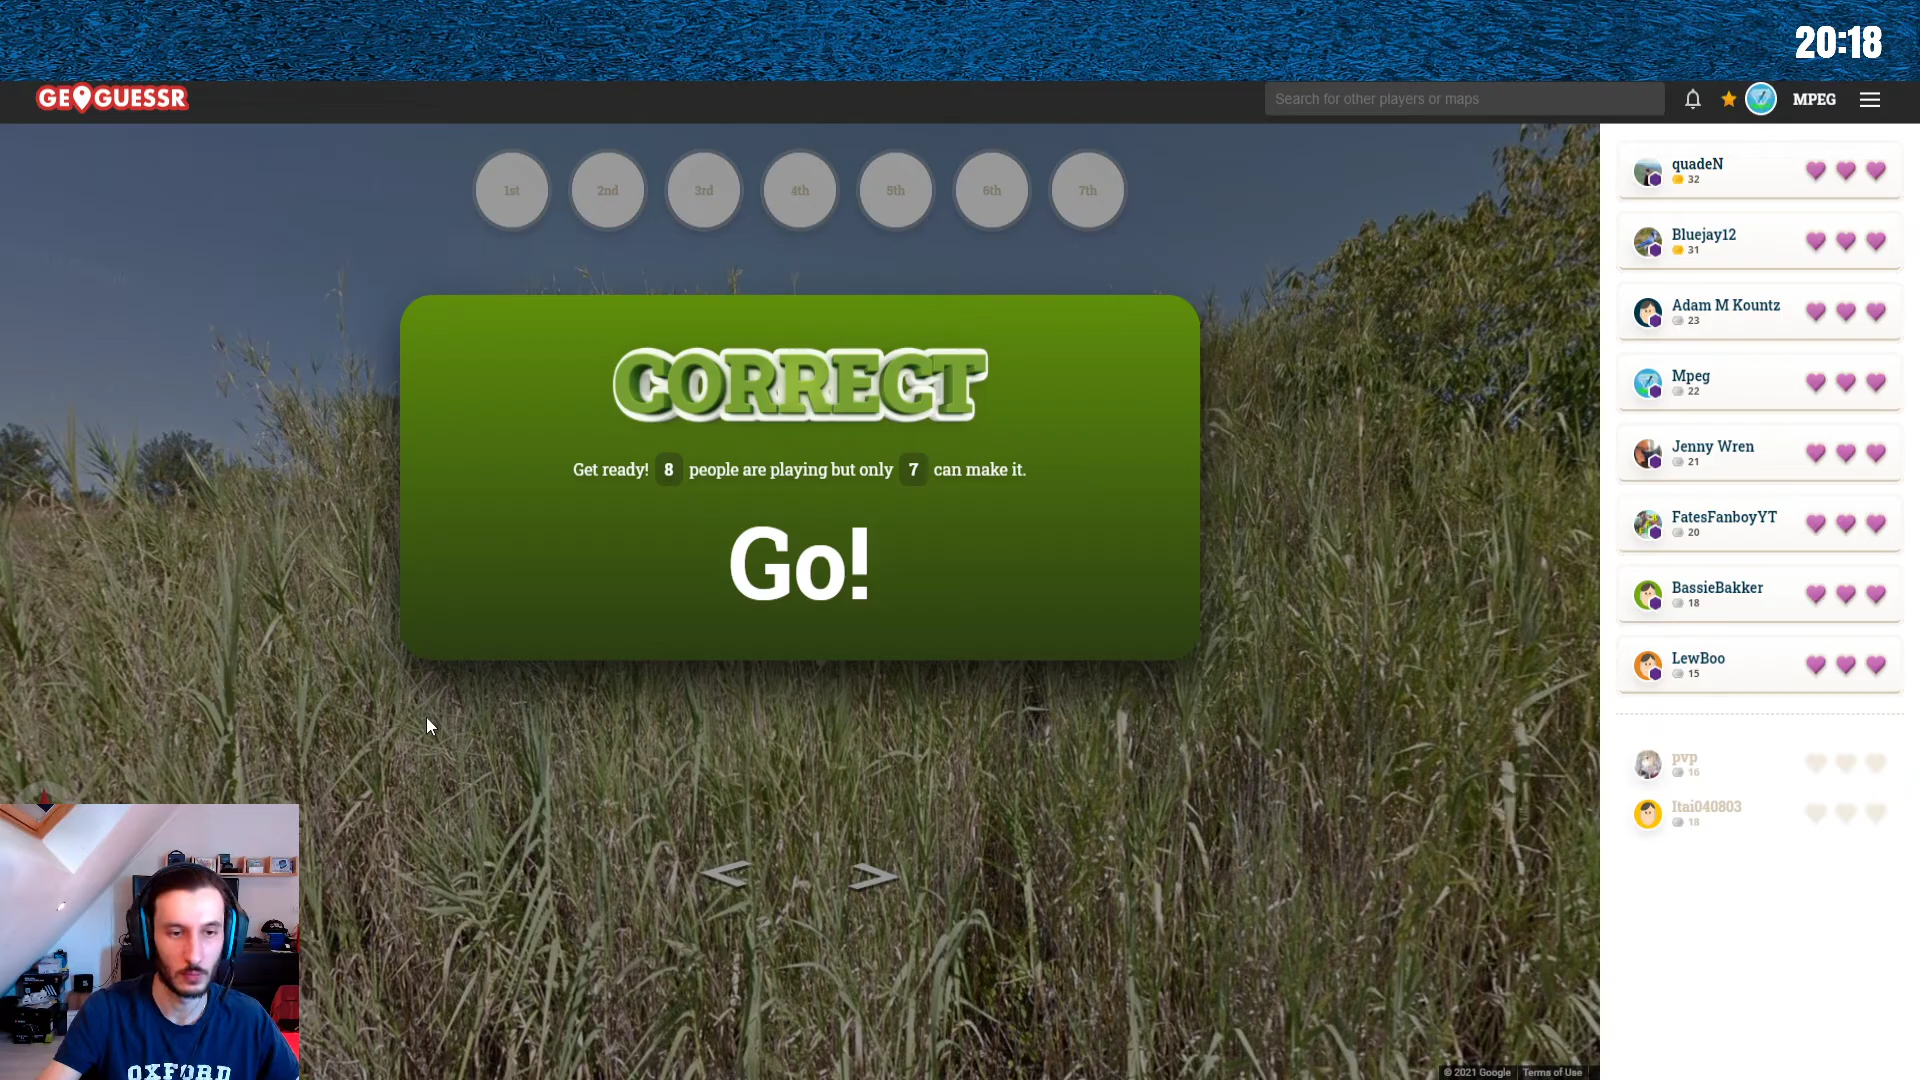 20:18
GEOGUESSR
Search for other players or maps
MPEG
1st
2nd
3rd
4th
5th
6th
7th
CORRECT
Get ready! 8 people are playing but only 7 can make it.
Go!
quadeN
32
Bluejay12
31
Adam M Kountz
23
Mpeg
22
Jenny Wren
21
FatesFanboyYT
20
BassieBakker
18
LewBoo
15
pvp
16
Itai040803
18
< >
OXFORD
© 2021 Google
Terms of Use